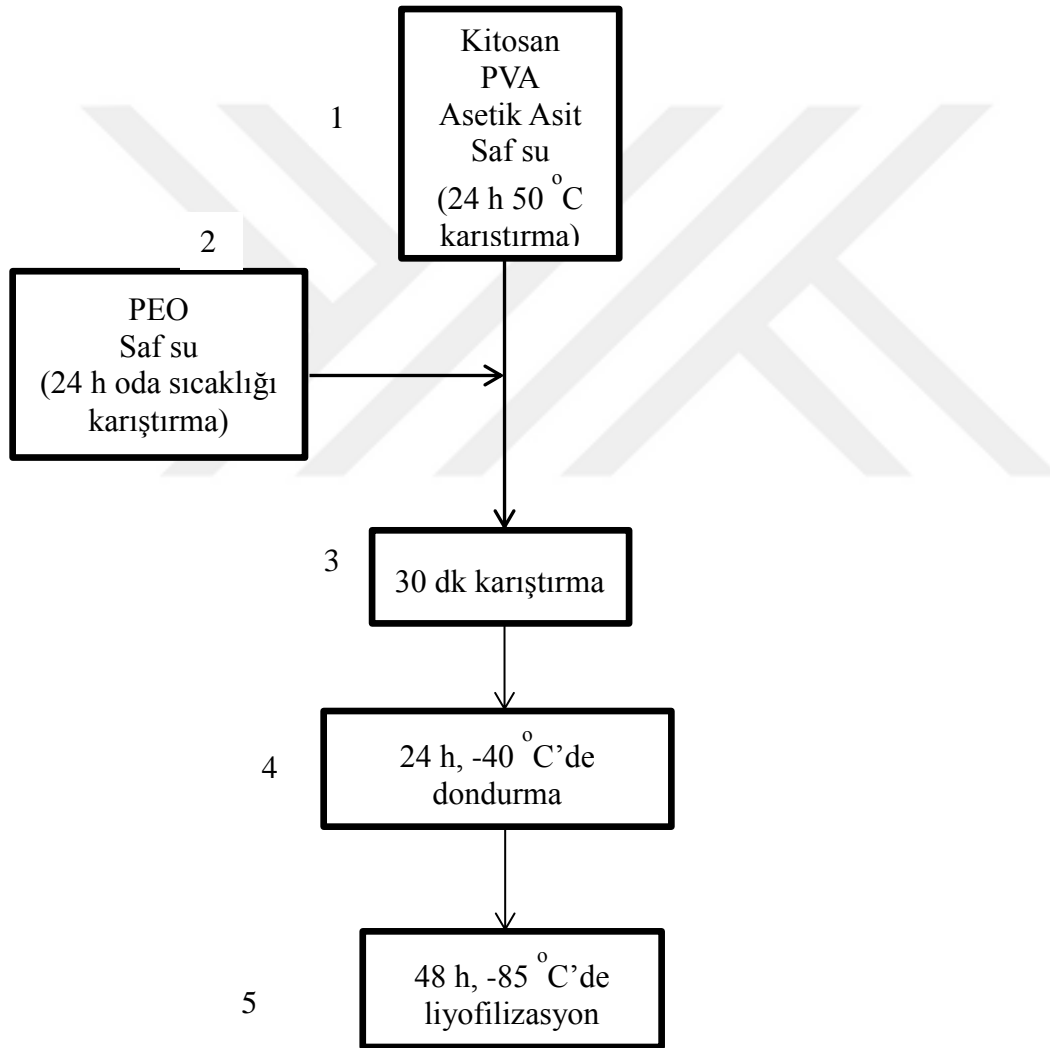 1
Kitosan
PVA
Asetik Asit
Saf su
(24 h 50 °C
karıstırma)
2
PEO
Saf su
(24 h oda sıcaklığı
karıştırma)
3
30 dk karıştırma
4
24 h, -40 °C’de
dondurma
5
48 h, -85 °C’de
liyofilizasyon